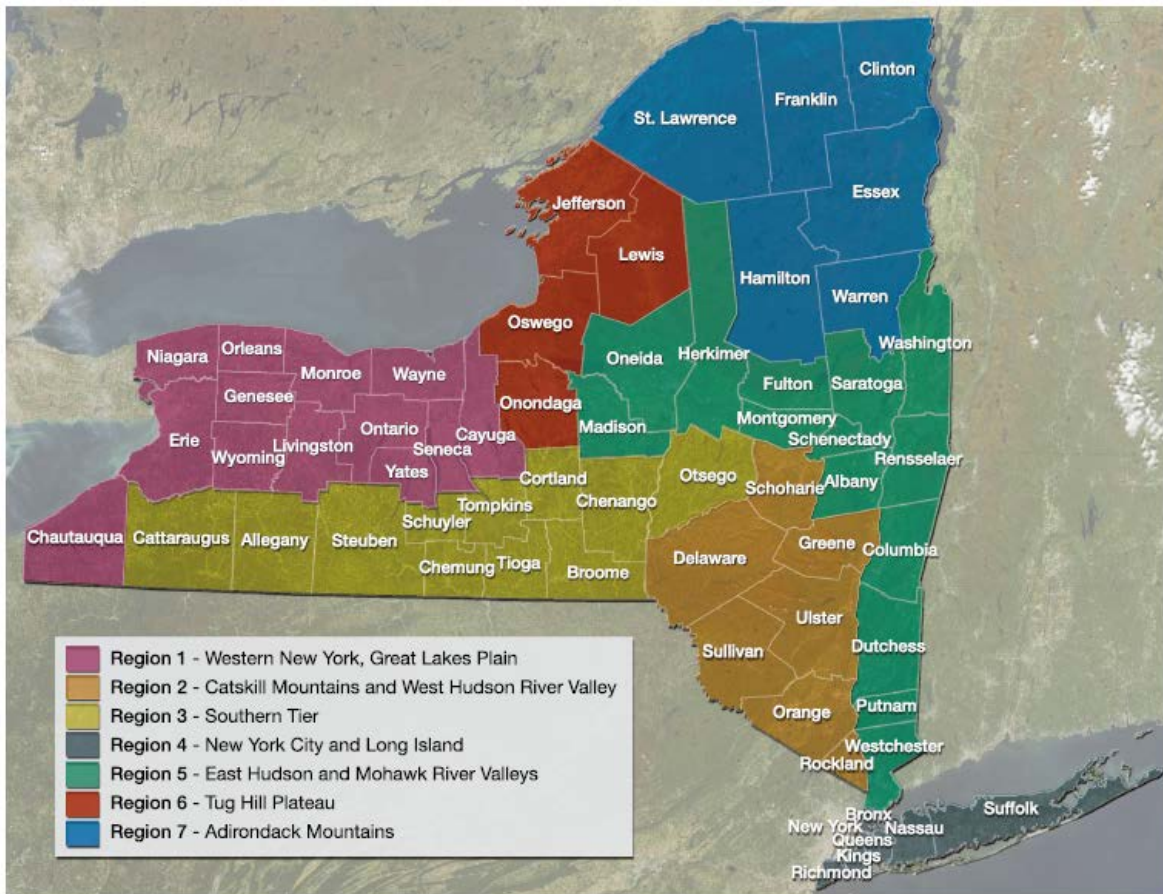 Clinton
Franklin
St. Lawrence
Essex
Jefferson
Lewis
Hamilton
Warren
Oswego
Washington
Niagara
Orleans
Oneida
Herkimer
Monroe
Wayne
Fulton
Saratoga
Genesee
Onondaga
Montgomery
Madison
Ontario
Cayuga
Schenectady
Erie
Livingston
Seneca
Rensselaer
Wyoming
Yates
Cortland
Otsego
Albany
Schoharie
Chenango
Tompkins
Schuyler
Chautauqua
Cattaraugus
Allegany
Steuben
Greene
Columbia
Delaware
Chemung
Tioga
Broome
Ulster
Dutchess
Sullivan
Putnam
Orange
Westchester
Rockland
Suffolk
Bronx
New York
Nassau
Queens
Kings
Richmond
Region 1 - Western New York, Great Lakes Plain
Region 2 - Catskill Mountains and West Hudson River Valley
Region 3 - Southern Tier
Region 4 - New York City and Long Island
Region 5 - East Hudson and Mohawk River Valleys
Region 6 - Tug Hill Plateau
Region 7 - Adirondack Mountains